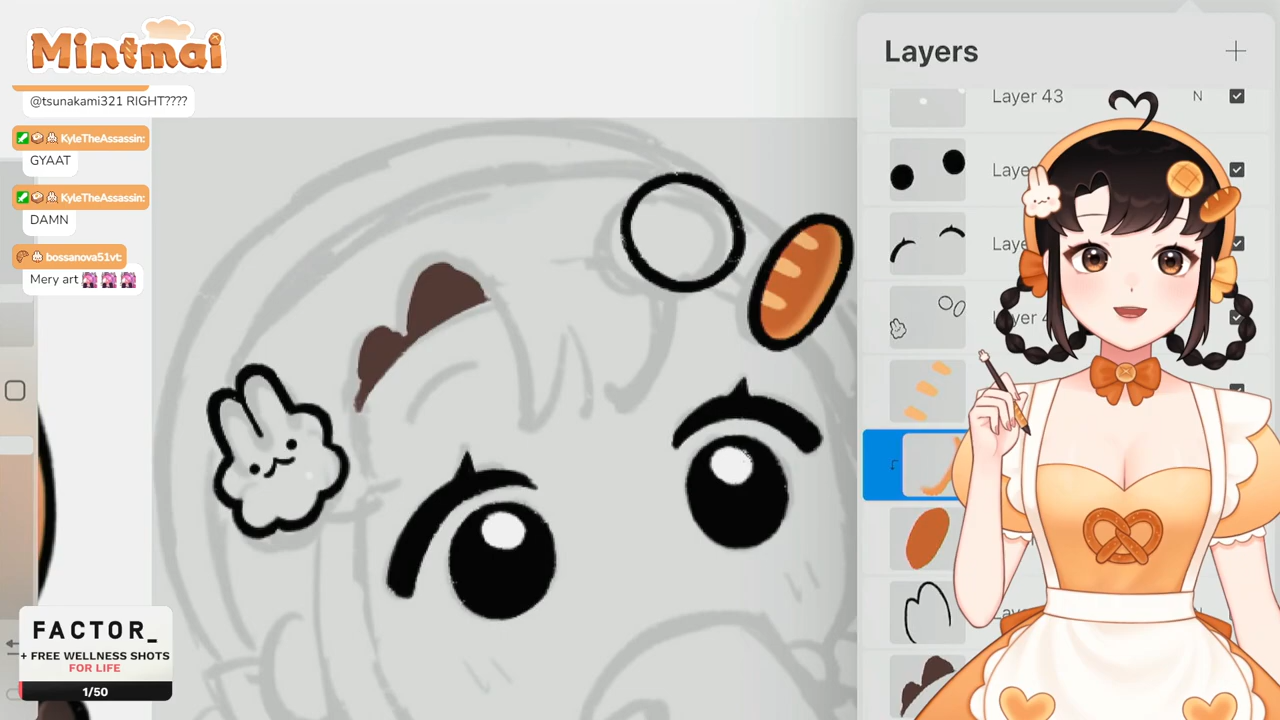 Mintmai
@tsunakami321 RIGHT????
KyleTheAssassin:
GYAAT
KyleTheAssassin:
DAMN
bossanova51vt:
Mery art
FACTOR_
+ FREE WELLNESS SHOTS
FOR LIFE
1/50
Layers
Layer 43
N